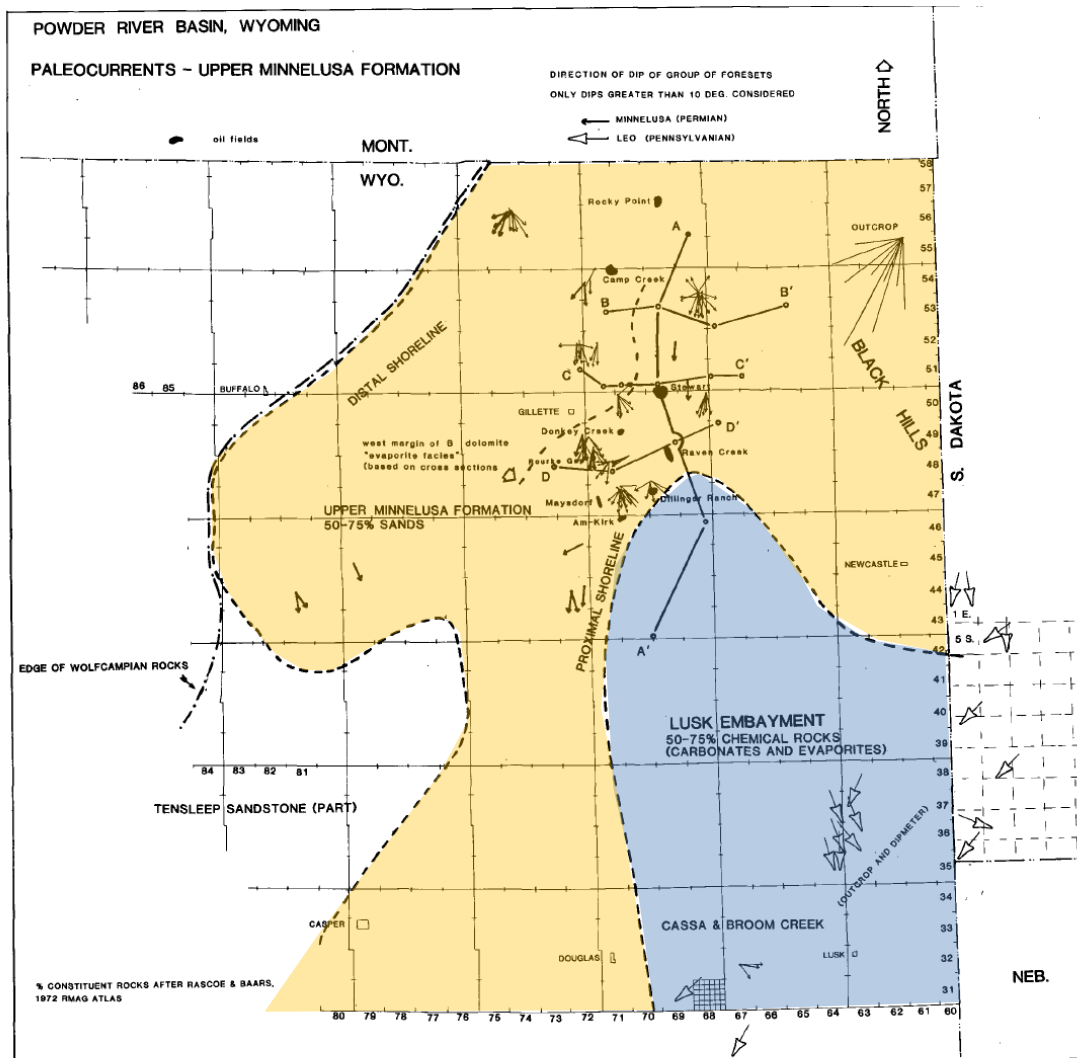 POWDER RIVER BASIN, WYOMING
PALEOCURRENTS - UPPER MINNELUSA FORMATION
DIRECTION OF DIP OF GROUP OF FORESETS
ONLY DIPS GREATER THAN 10 DEG. CONSIDERED
MINNELUSA (PERMIAN)
LEO (PENNSYLVANIAN)
NORTH
oil fields
MONT.
WYO.
58
57
56
55
54
53
52
51
50
49
48
47
46
45
44
43
42
41
40
39
38
37
36
35
34
33
32
31
Rocky Point
A
OUTCROP
Camp Creek
B
B'
DISTAL SHORELINE
BLACK HILLS
S. DAKOTA
C
C'
86 85
BUFFALO
Stewart
GILLETTE
Donkey Creek
D'
west margin of B dolomite
"evaporite facies"
(based on cross sections
D
Raven Creek
Dillinger Ranch
Maysdorf
UPPER MINNELUSA FORMATION
50-75% SANDS
Am-Kirk
PROXIMAL SHORELINE
NEWCASTLE
1 E.
5 S.
A'
EDGE OF WOLFCAMPIAN ROCKS
LUSK EMBAYMENT
50-75% CHEMICAL ROCKS
(CARBONATES AND EVAPORITES)
84 83 82 81
TENSLEEP SANDSTONE (PART)
(OUTCROP AND DIPMETER)
CASPER
CASSA & BROOM CREEK
DOUGLAS
LUSK
NEB.
% CONSTITUENT ROCKS AFTER RASCOE & BAARS,
1972 RMAG ATLAS
80 79 78 77 76 75 74 73 72 71 70 69 68 67 66 65 64 63 62 61 60